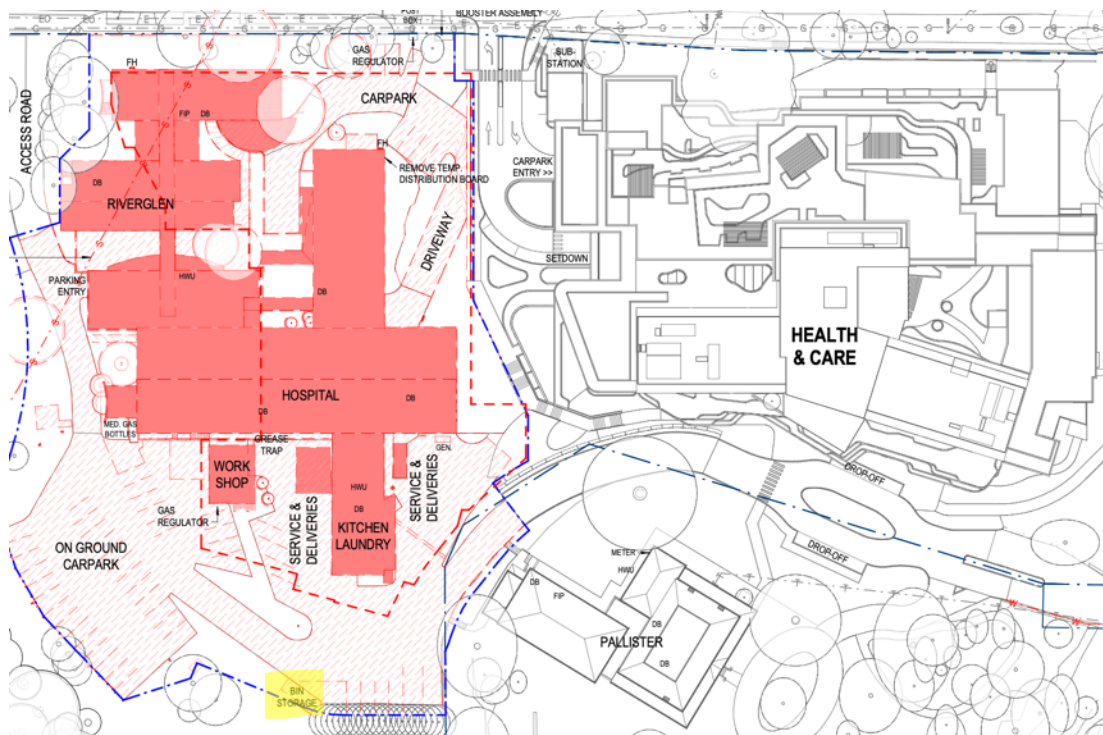 POST
BOX
BOOSTER ASSEMBLY
GAS
REGULATOR
SUB-
STATION
FH
CARPARK
FIP
DB
ACCESS ROAD
FH
REMOVE TEMP.
DISTRIBUTION BOARD
CARPARK
ENTRY >>
DB
RIVERGLEN
DRIVEWAY
SETDOWN
PARKING
ENTRY
HWU
DB
HEALTH
& CARE
HOSPITAL
DB
DB
MED. GAS
BOTTLES
GREASE
TRAP
GEN.
WORK
SHOP
SERVICE &
DELIVERIES
HWU
DB
SERVICE &
DELIVERIES
GAS
REGULATOR
KITCHEN
LAUNDRY
ON GROUND
CARPARK
DROP-OFF
DROP-OFF
METER
HWU
DB
FIP
DB
PALLISTER
DB
W
W
BIN
STORAGE